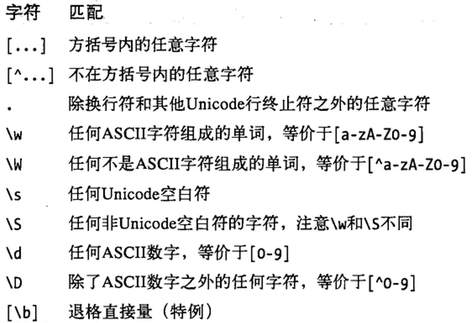 字符 匹配
[...] 方括号内的任意字符
[^...] 不在方括号内的任意字符
. 除换行符和其他Unicode行终止符之外的任意字符
\w 任何ASCII字符组成的单词，等价于[a-zA-Z0-9]
\W 任何不是ASCII字符组成的单词，等价于[^a-zA-Z0-9]
\s 任何Unicode空白符
\S 任何非Unicode空白符的字符，注意\w和\S不同
\d 任何ASCII数字，等价于[0-9]
\D 除了ASCII数字之外的任何字符，等价于[^0-9]
[\b] 退格直接量（特例）